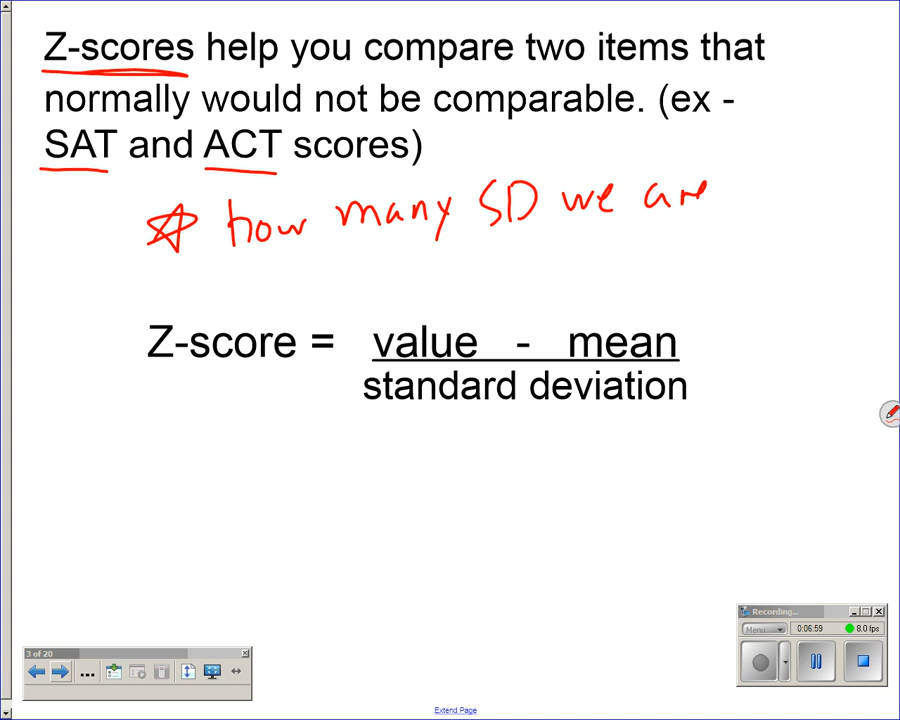 Z-scores help you compare two items that
normally would not be comparable. (ex -
SAT and ACT scores)
how many SD we are
Z-score = value - mean
standard deviation
Recording...
Menu
0:06:59
8.0 fps
3 of 20
Extend Page